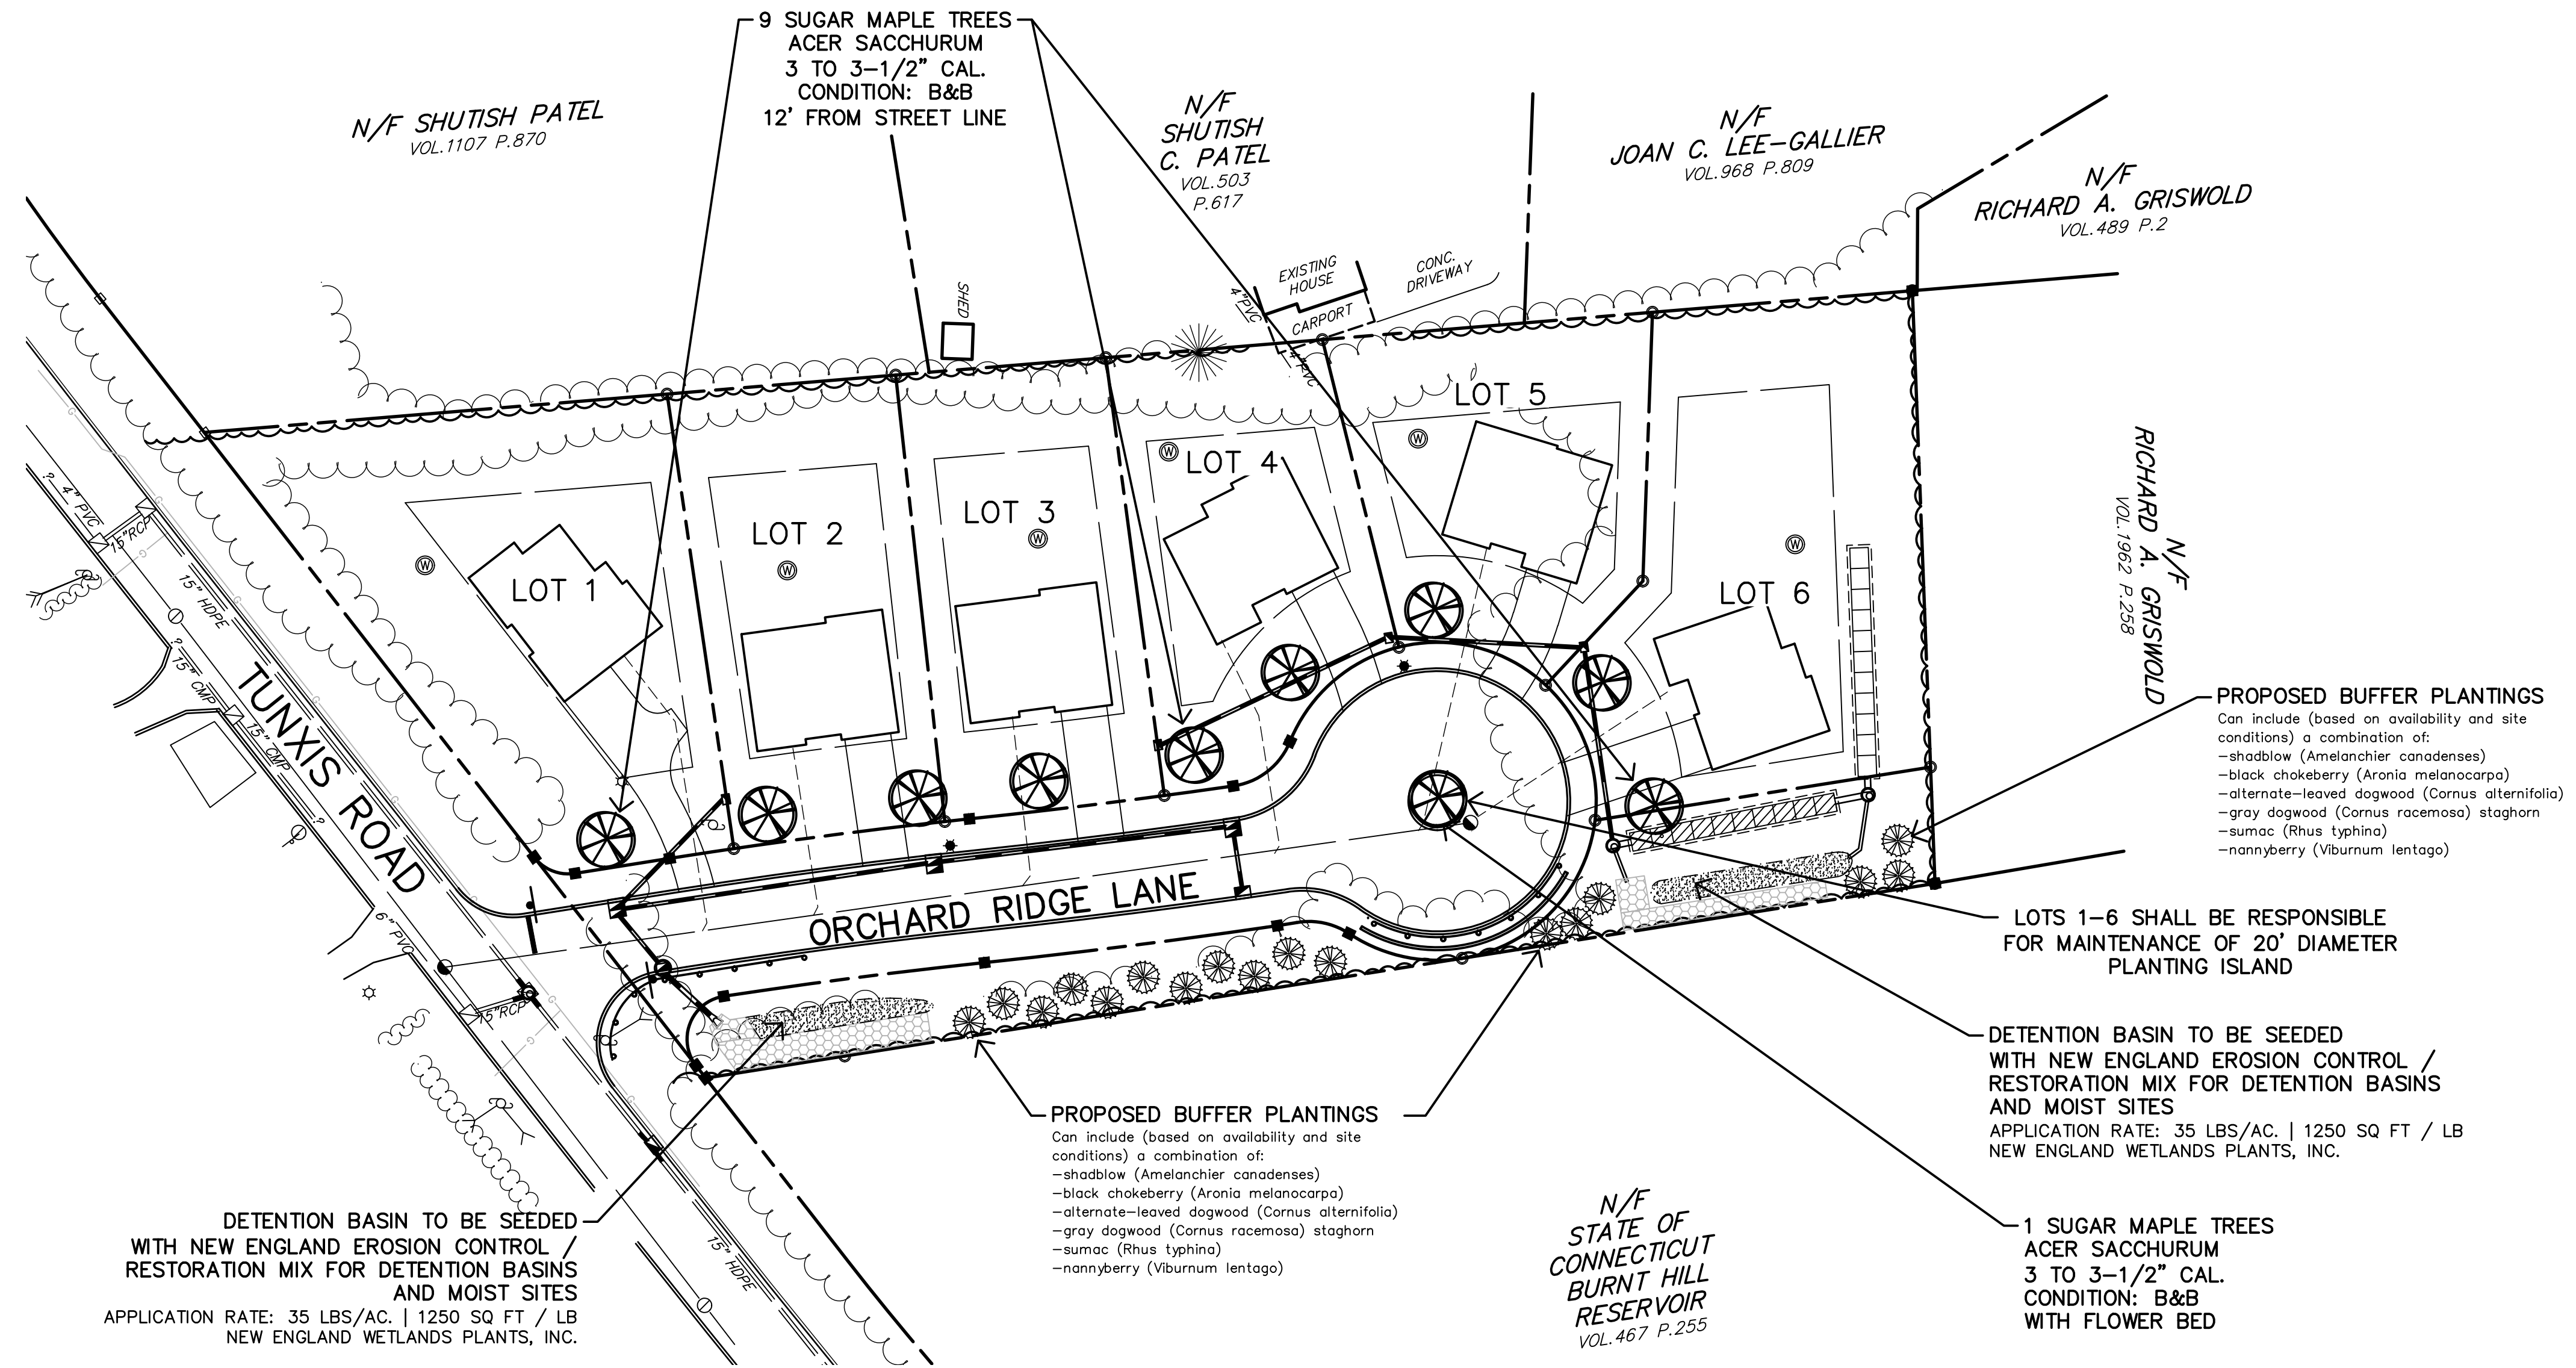 9 SUGAR MAPLE TREES
ACER SACCHURUM
3 TO 3-1/2" CAL.
CONDITION: B&B
12' FROM STREET LINE
N/F SHUTISH PATEL
VOL.1107 P.870
N/F
SHUTISH
C. PATEL
VOL.503
P.617
N/F
JOAN C. LEE-GALLIER
VOL.968 P.809
N/F
RICHARD A. GRISWOLD
VOL.489 P.2
SHED
EXISTING
HOUSE
CONC.
DRIVEWAY
4"PVC
CARPORT
4"PVC
LOT 5
LOT 4
LOT 3
LOT 2
LOT 1
LOT 6
W
W
W
W
W
W
N/F
RICHARD A. GRISWOLD
VOL.1962 P.258
? 4" PVC
15"RCP
15" HDPE
? 15" CMP
15" CMP ?
TUNXIS ROAD
6" PVC
15"RCP
15" HDPE
G
G
G
G
G
G
G
G
G
ORCHARD RIDGE LANE
PROPOSED BUFFER PLANTINGS
Can include (based on availability and site
conditions) a combination of:
-shadblow (Amelanchier canadenses)
-black chokeberry (Aronia melanocarpa)
-alternate-leaved dogwood (Cornus alternifolia)
-gray dogwood (Cornus racemosa) staghorn
-sumac (Rhus typhina)
-nannyberry (Viburnum lentago)
LOTS 1-6 SHALL BE RESPONSIBLE
FOR MAINTENANCE OF 20' DIAMETER
PLANTING ISLAND
DETENTION BASIN TO BE SEEDED
WITH NEW ENGLAND EROSION CONTROL /
RESTORATION MIX FOR DETENTION BASINS
AND MOIST SITES
APPLICATION RATE: 35 LBS/AC. | 1250 SQ FT / LB
NEW ENGLAND WETLANDS PLANTS, INC.
PROPOSED BUFFER PLANTINGS
Can include (based on availability and site
conditions) a combination of:
-shadblow (Amelanchier canadenses)
-black chokeberry (Aronia melanocarpa)
-alternate-leaved dogwood (Cornus alternifolia)
-gray dogwood (Cornus racemosa) staghorn
-sumac (Rhus typhina)
-nannyberry (Viburnum lentago)
DETENTION BASIN TO BE SEEDED
WITH NEW ENGLAND EROSION CONTROL /
RESTORATION MIX FOR DETENTION BASINS
AND MOIST SITES
APPLICATION RATE: 35 LBS/AC. | 1250 SQ FT / LB
NEW ENGLAND WETLANDS PLANTS, INC.
N/F
STATE OF
CONNECTICUT
BURNT HILL
RESERVOIR
VOL.467 P.255
1 SUGAR MAPLE TREES
ACER SACCHURUM
3 TO 3-1/2" CAL.
CONDITION: B&B
WITH FLOWER BED